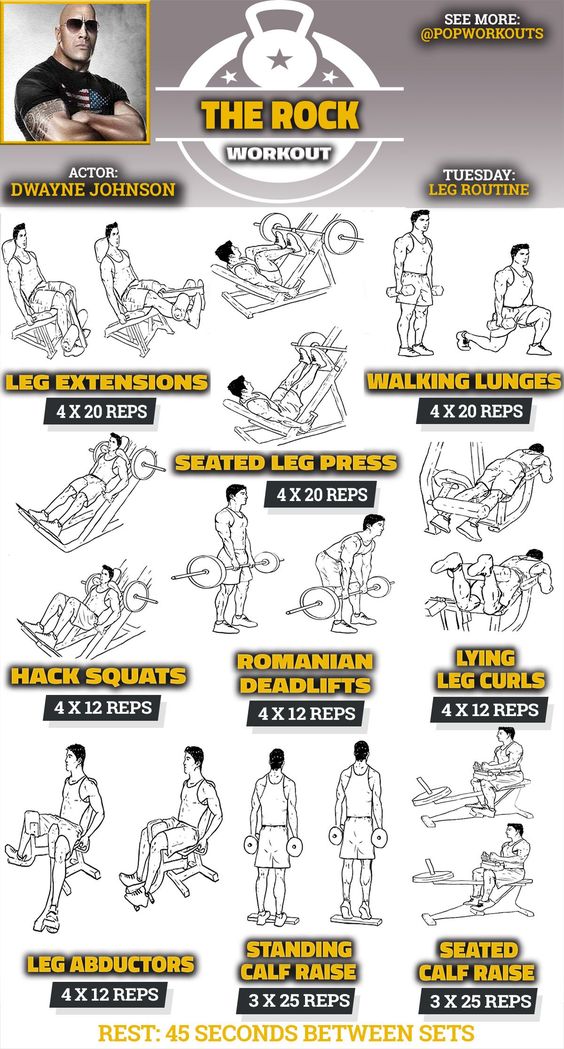 SEE MORE:
@POPWORKOUTS
THE ROCK
WORKOUT
ACTOR:
DWAYNE JOHNSON
TUESDAY:
LEG ROUTINE
LEG EXTENSIONS
4 X 20 REPS
SEATED LEG PRESS
4 X 20 REPS
WALKING LUNGES
4 X 20 REPS
HACK SQUATS
4 X 12 REPS
ROMANIAN
DEADLIFTS
4 X 12 REPS
LYING
LEG CURLS
4 X 12 REPS
LEG ABDUCTORS
4 X 12 REPS
STANDING
CALF RAISE
3 X 25 REPS
SEATED
CALF RAISE
3 X 25 REPS
REST: 45 SECONDS BETWEEN SETS